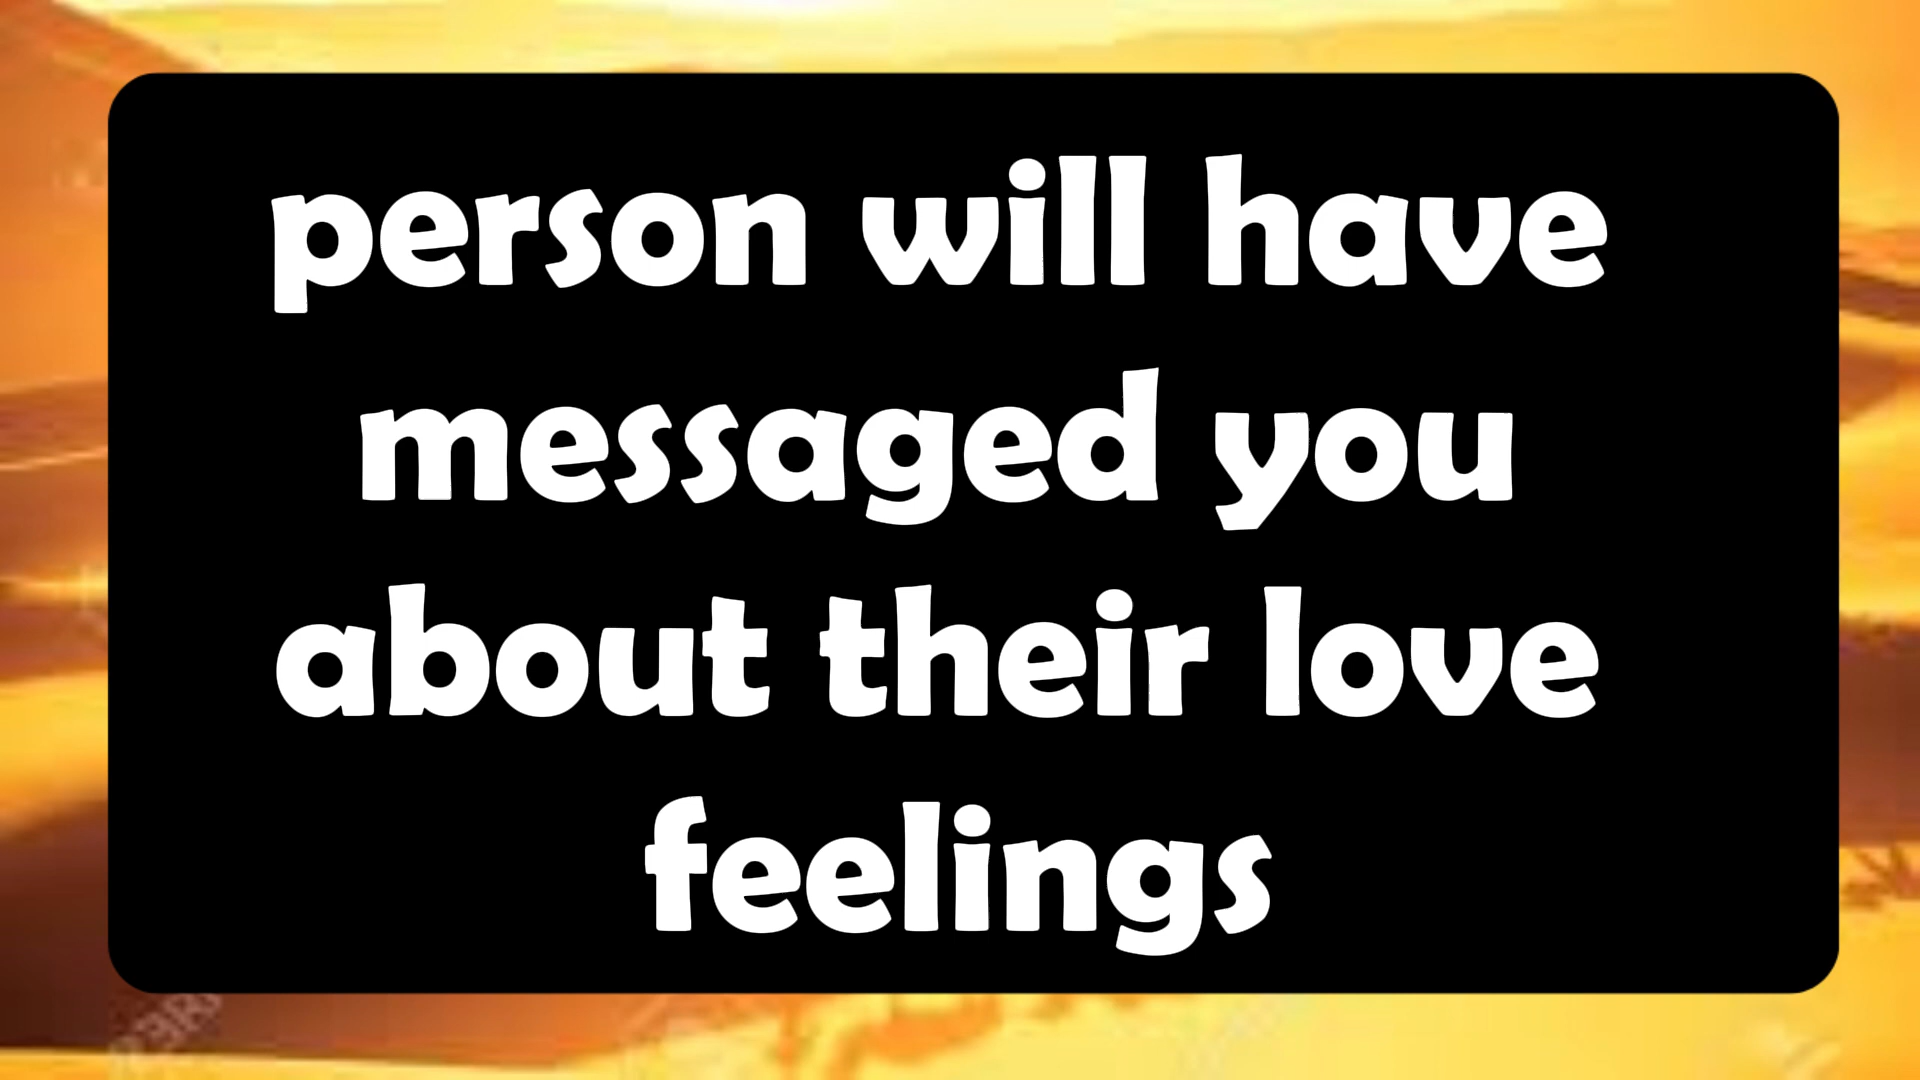 person will have
messaged you
about their love
feelings